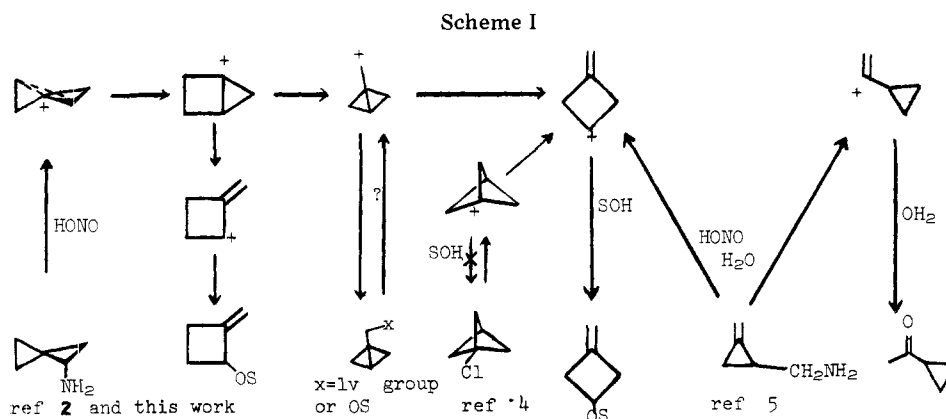 Scheme I
+
+
+
+
+
HONO
+
+
?
SOH
SOH
HONO
H₂O
OH₂
O
NH₂
OS
x
x=lv group
or OS
Cl
OS
CH₂NH₂
ref 2 and this work
ref 4
ref 5